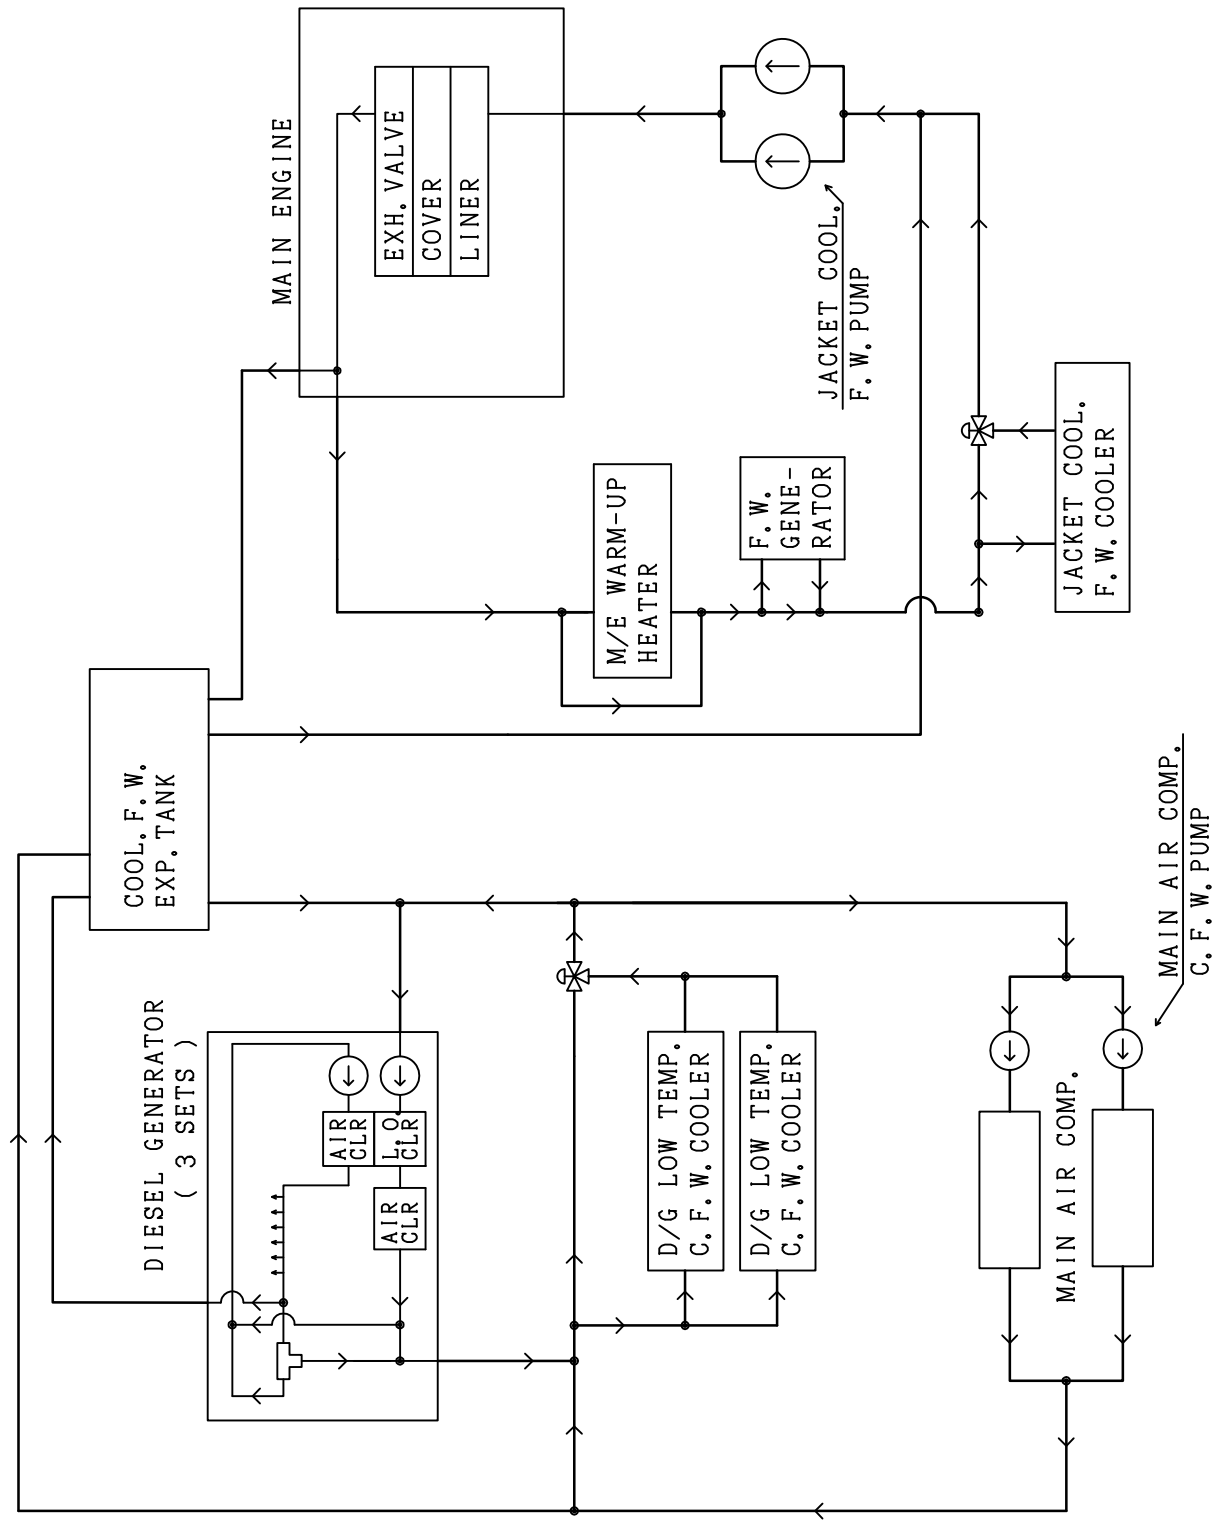 MAIN ENGINE
EXH. VALVE
COVER
LINER
JACKET COOL.
F. W. PUMP
M/E WARM-UP
HEATER
F. W.
GENE-
RATOR
JACKET COOL.
F. W. COOLER
COOL. F. W.
EXP. TANK
DIESEL GENERATOR
( 3 SETS )
AIR
CLR
L.O.
CLR
AIR
CLR
D/G LOW TEMP.
C. F. W. COOLER
D/G LOW TEMP.
C. F. W. COOLER
MAIN AIR COMP.
MAIN AIR COMP.
C. F. W. PUMP